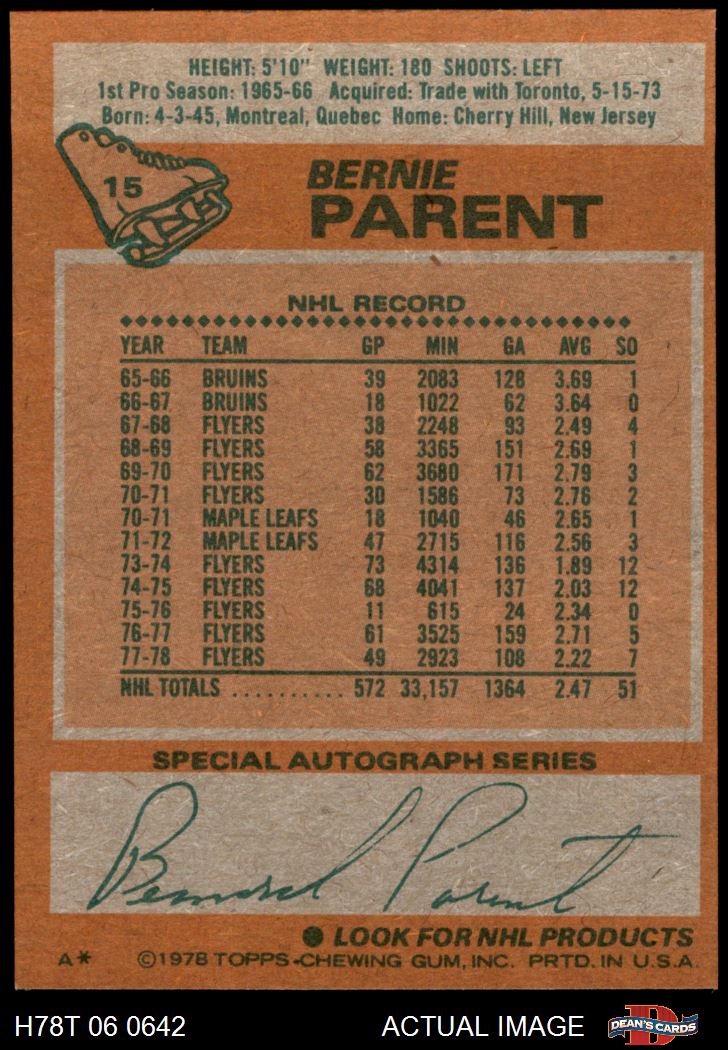 HEIGHT: 5'10" WEIGHT: 180 SHOOTS: LEFT
1st Pro Season: 1965-66 Acquired: Trade with Toronto, 5-15-73
Born: 4-3-45, Montreal, Quebec Home: Cherry Hill, New Jersey
15
BERNIE
PARENT
NHL RECORD
YEAR TEAM GP MIN GA AVG SO
65-66 BRUINS 39 2083 128 3.69 1
66-67 BRUINS 18 1022 62 3.64 0
67-68 FLYERS 38 2248 93 2.49 4
68-69 FLYERS 58 3365 151 2.69 1
69-70 FLYERS 62 3680 171 2.79 3
70-71 FLYERS 30 1586 73 2.76 2
70-71 MAPLE LEAFS 18 1040 46 2.65 1
71-72 MAPLE LEAFS 47 2715 116 2.56 3
73-74 FLYERS 73 4314 136 1.89 12
74-75 FLYERS 68 4041 137 2.03 12
75-76 FLYERS 11 615 24 2.34 0
76-77 FLYERS 61 3525 159 2.71 5
77-78 FLYERS 49 2923 108 2.22 7
NHL TOTALS .......... 572 33,157 1364 2.47 51
SPECIAL AUTOGRAPH SERIES
Bernard Parent
LOOK FOR NHL PRODUCTS
A* ©1978 TOPPS CHEWING GUM, INC. PRTD. IN U.S.A.
H78T 06 0642 ACTUAL IMAGE D DEAN'S CARDS